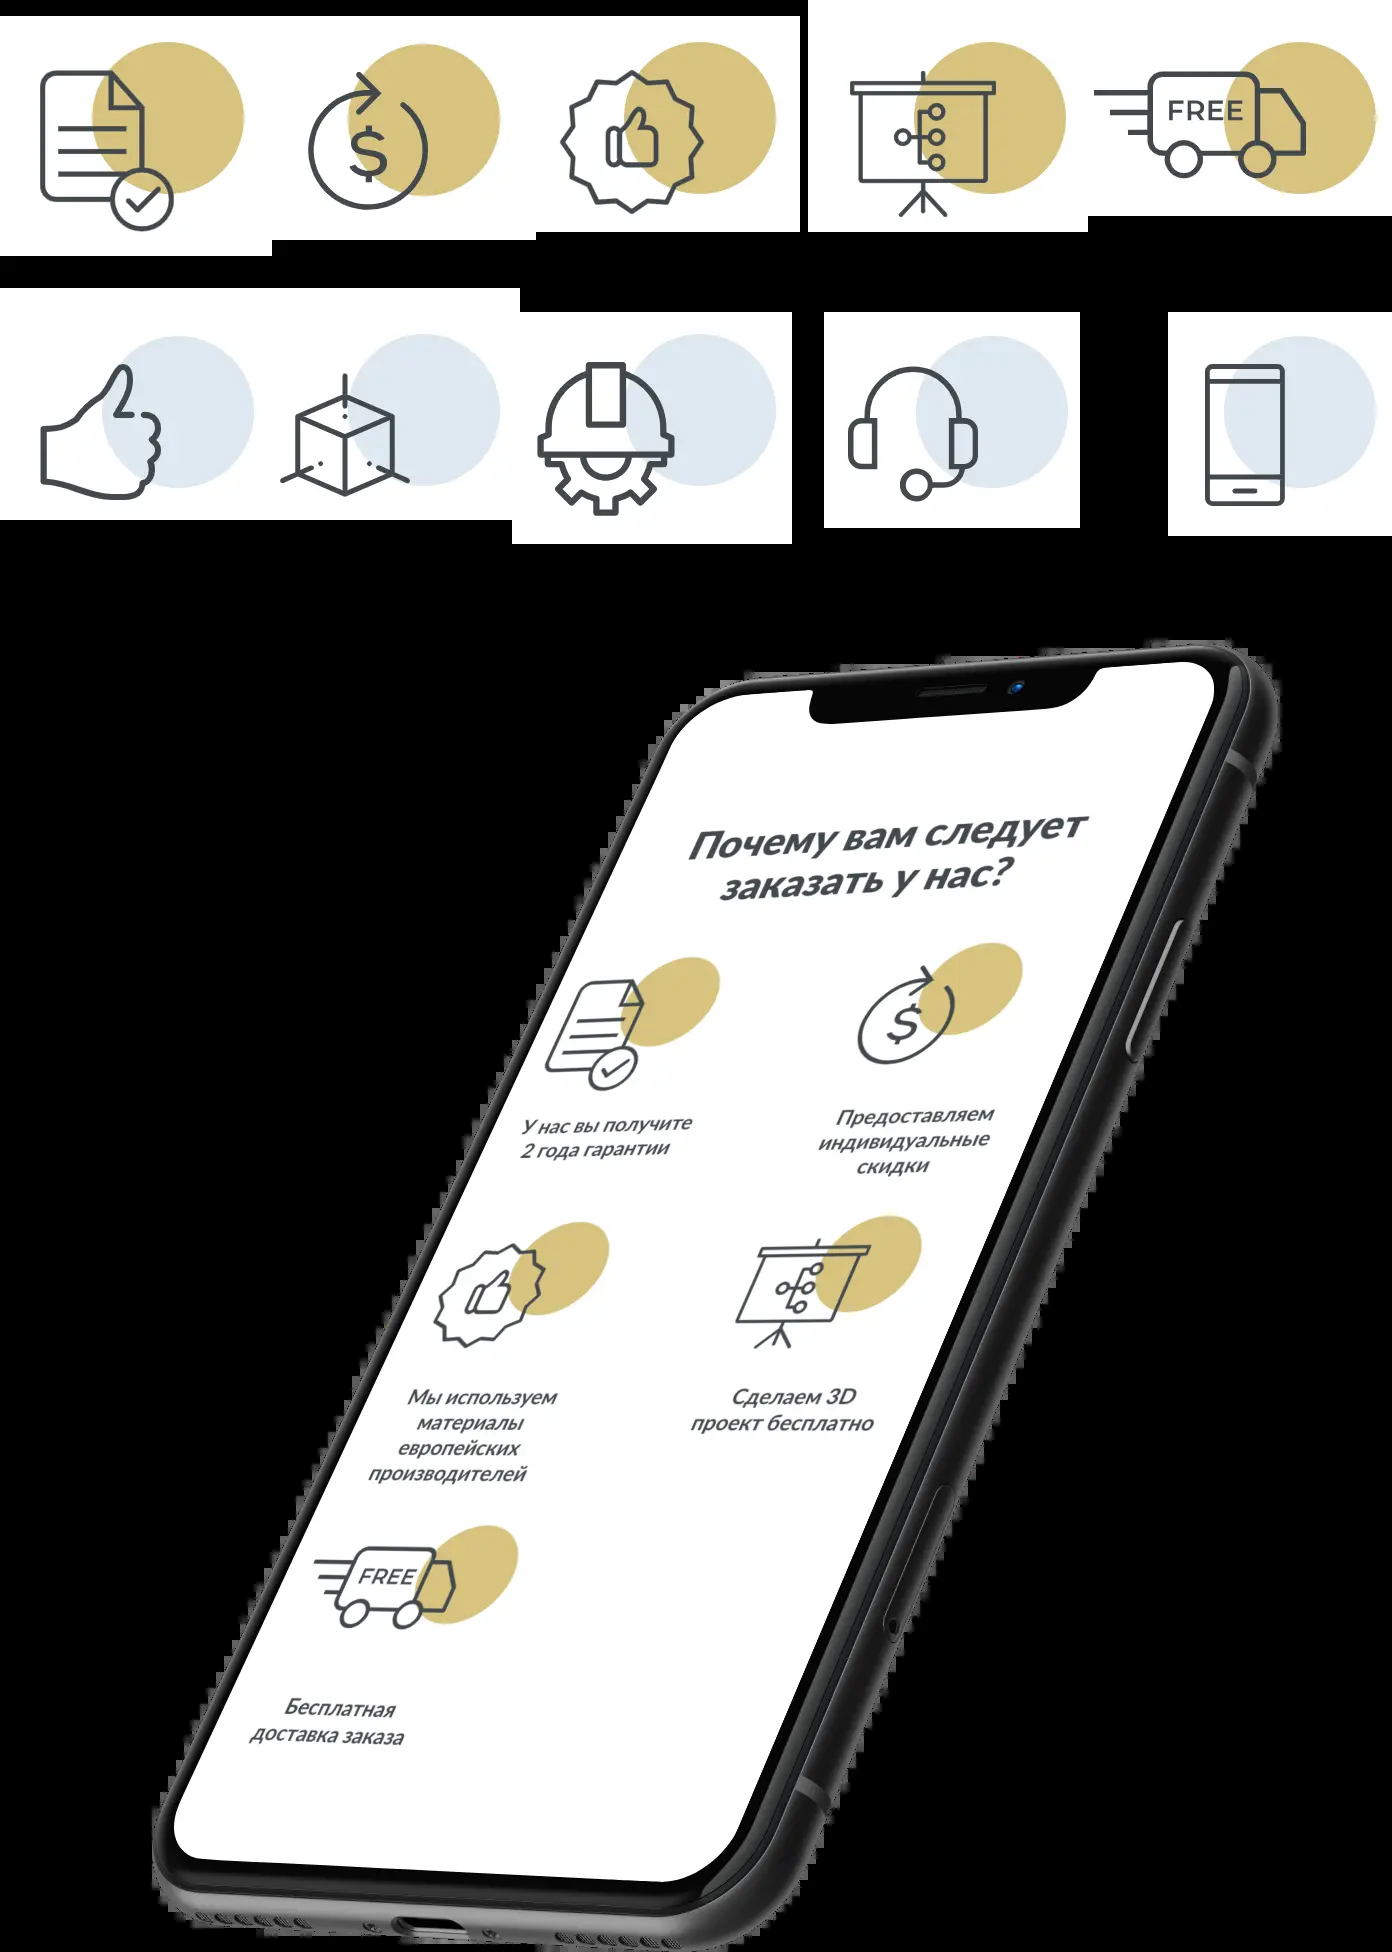 $
FREE
Почему вам следует
заказать у нас?
$
У нас вы получите
2 года гарантии
Предоставляем
индивидуальные
скидки
Мы используем
материалы
европейских
производителей
Сделаем 3D
проект бесплатно
FREE
Бесплатная
доставка заказа